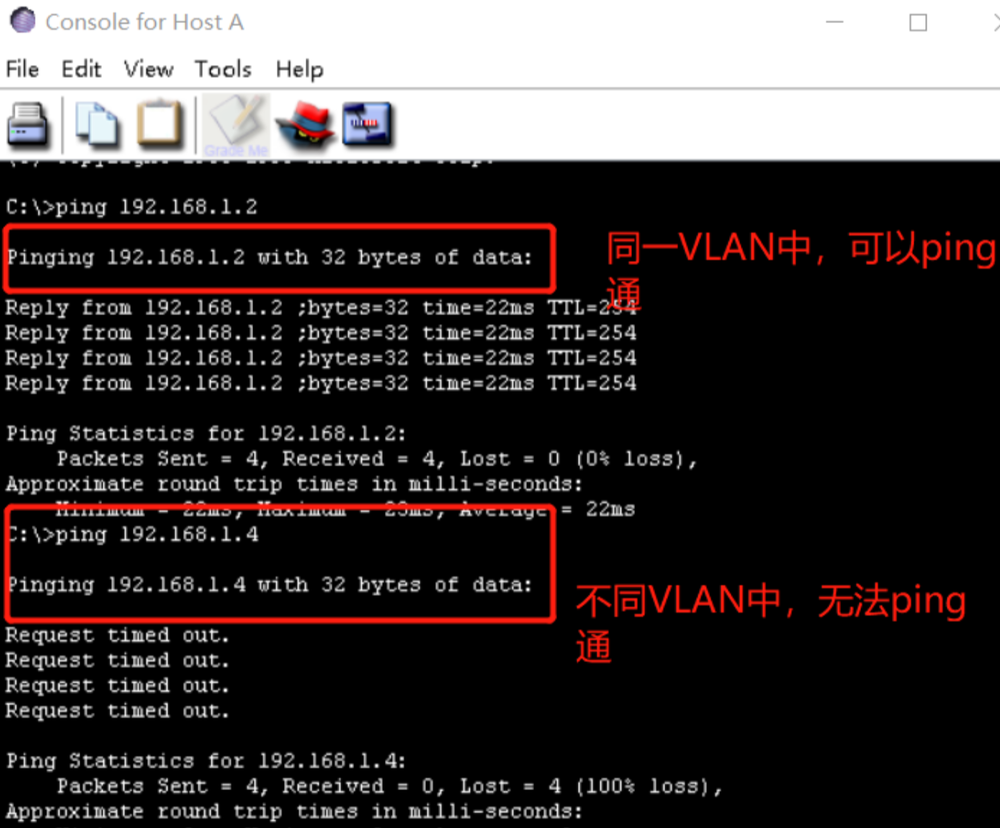 Console for Host A
File Edit View Tools Help
Grade Me
C:\>ping 192.168.1.2
Pinging 192.168.1.2 with 32 bytes of data:
同一VLAN中，可以ping
通
Reply from 192.168.1.2 ;bytes=32 time=22ms TTL=254
Reply from 192.168.1.2 ;bytes=32 time=22ms TTL=254
Reply from 192.168.1.2 ;bytes=32 time=22ms TTL=254
Reply from 192.168.1.2 ;bytes=32 time=22ms TTL=254
Ping Statistics for 192.168.1.2:
Packets Sent = 4, Received = 4, Lost = 0 (0% loss),
Approximate round trip times in milli-seconds:
Minimum = 22ms, Maximum = 23ms, Average = 22ms
C:\>ping 192.168.1.4
Pinging 192.168.1.4 with 32 bytes of data:
不同VLAN中，无法ping
通
Request timed out.
Request timed out.
Request timed out.
Request timed out.
Ping Statistics for 192.168.1.4:
Packets Sent = 4, Received = 0, Lost = 4 (100% loss),
Approximate round trip times in milli-seconds: